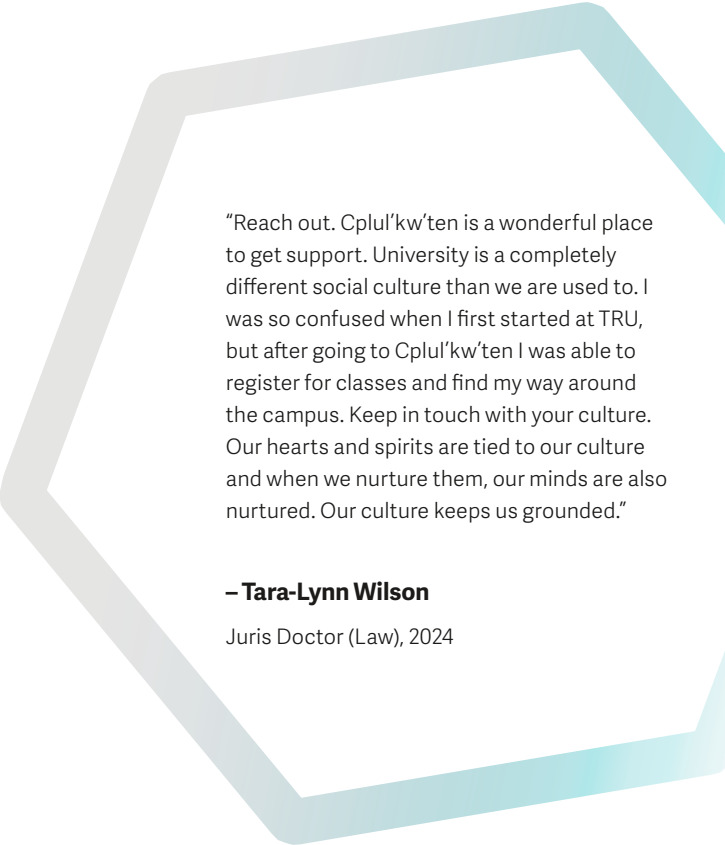 “Reach out. Cplul’kw’ten is a wonderful place
to get support. University is a completely
different social culture than we are used to. I
was so confused when I first started at TRU,
but after going to Cplul’kw’ten I was able to
register for classes and find my way around
the campus. Keep in touch with your culture.
Our hearts and spirits are tied to our culture
and when we nurture them, our minds are also
nurtured. Our culture keeps us grounded.”
– Tara-Lynn Wilson
Juris Doctor (Law), 2024